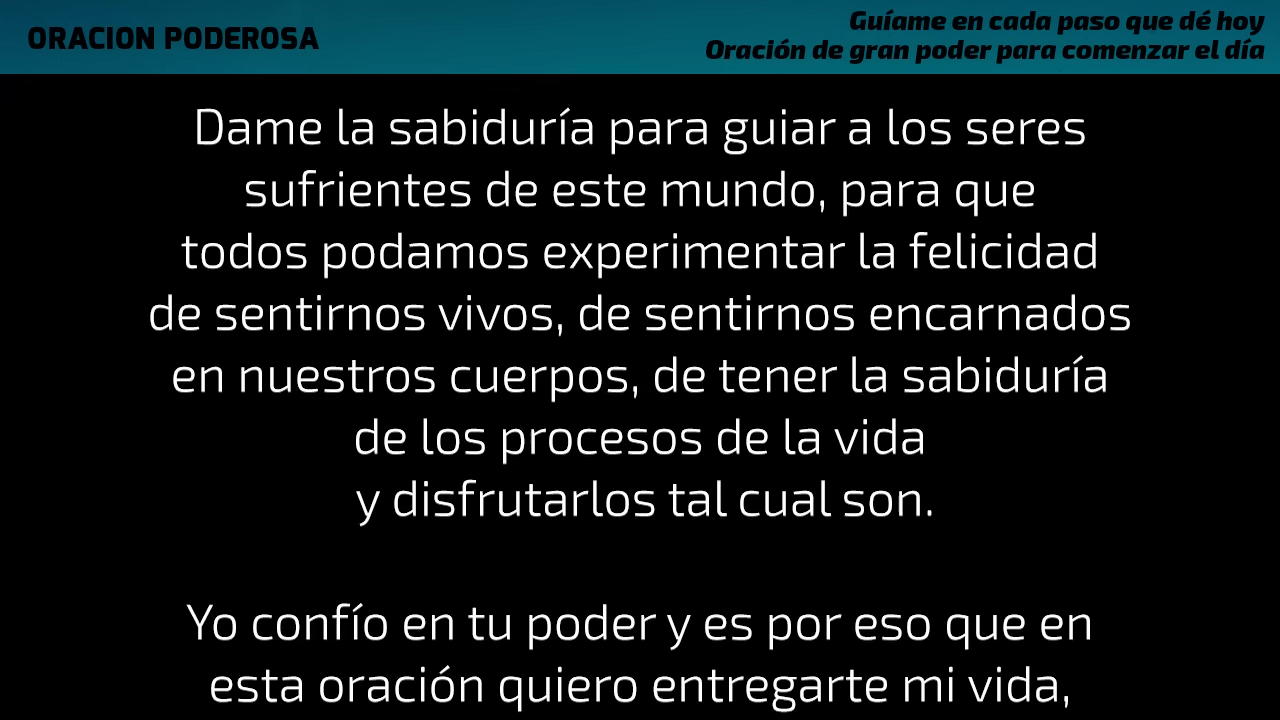 ORACION PODEROSA
Guíame en cada paso que dé hoy
Oración de gran poder para comenzar el día
Dame la sabiduría para guiar a los seres
sufrientes de este mundo, para que
todos podamos experimentar la felicidad
de sentirnos vivos, de sentirnos encarnados
en nuestros cuerpos, de tener la sabiduría
de los procesos de la vida
y disfrutarlos tal cual son.
Yo confío en tu poder y es por eso que en
esta oración quiero entregarte mi vida,